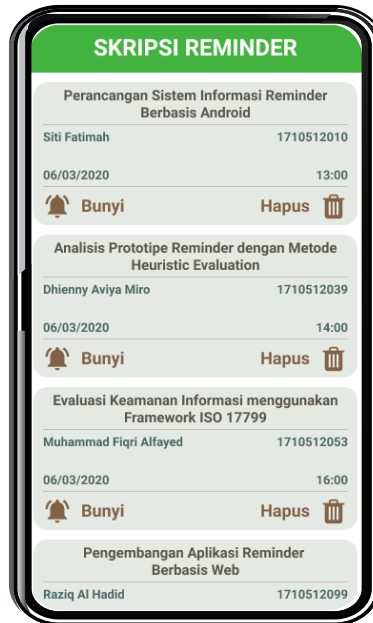 SKRIPSI REMINDER
Perancangan Sistem Informasi Reminder
Berbasis Android
Siti Fatimah 1710512010
06/03/2020 13:00
Bunyi Hapus
Analisis Prototipe Reminder dengan Metode
Heuristic Evaluation
Dhienny Aviya Miro 1710512039
06/03/2020 14:00
Bunyi Hapus
Evaluasi Keamanan Informasi menggunakan
Framework ISO 17799
Muhammad Fiqri Alfayed 1710512053
06/03/2020 16:00
Bunyi Hapus
Pengembangan Aplikasi Reminder
Berbasis Web
Raziq Al Hadid 1710512099